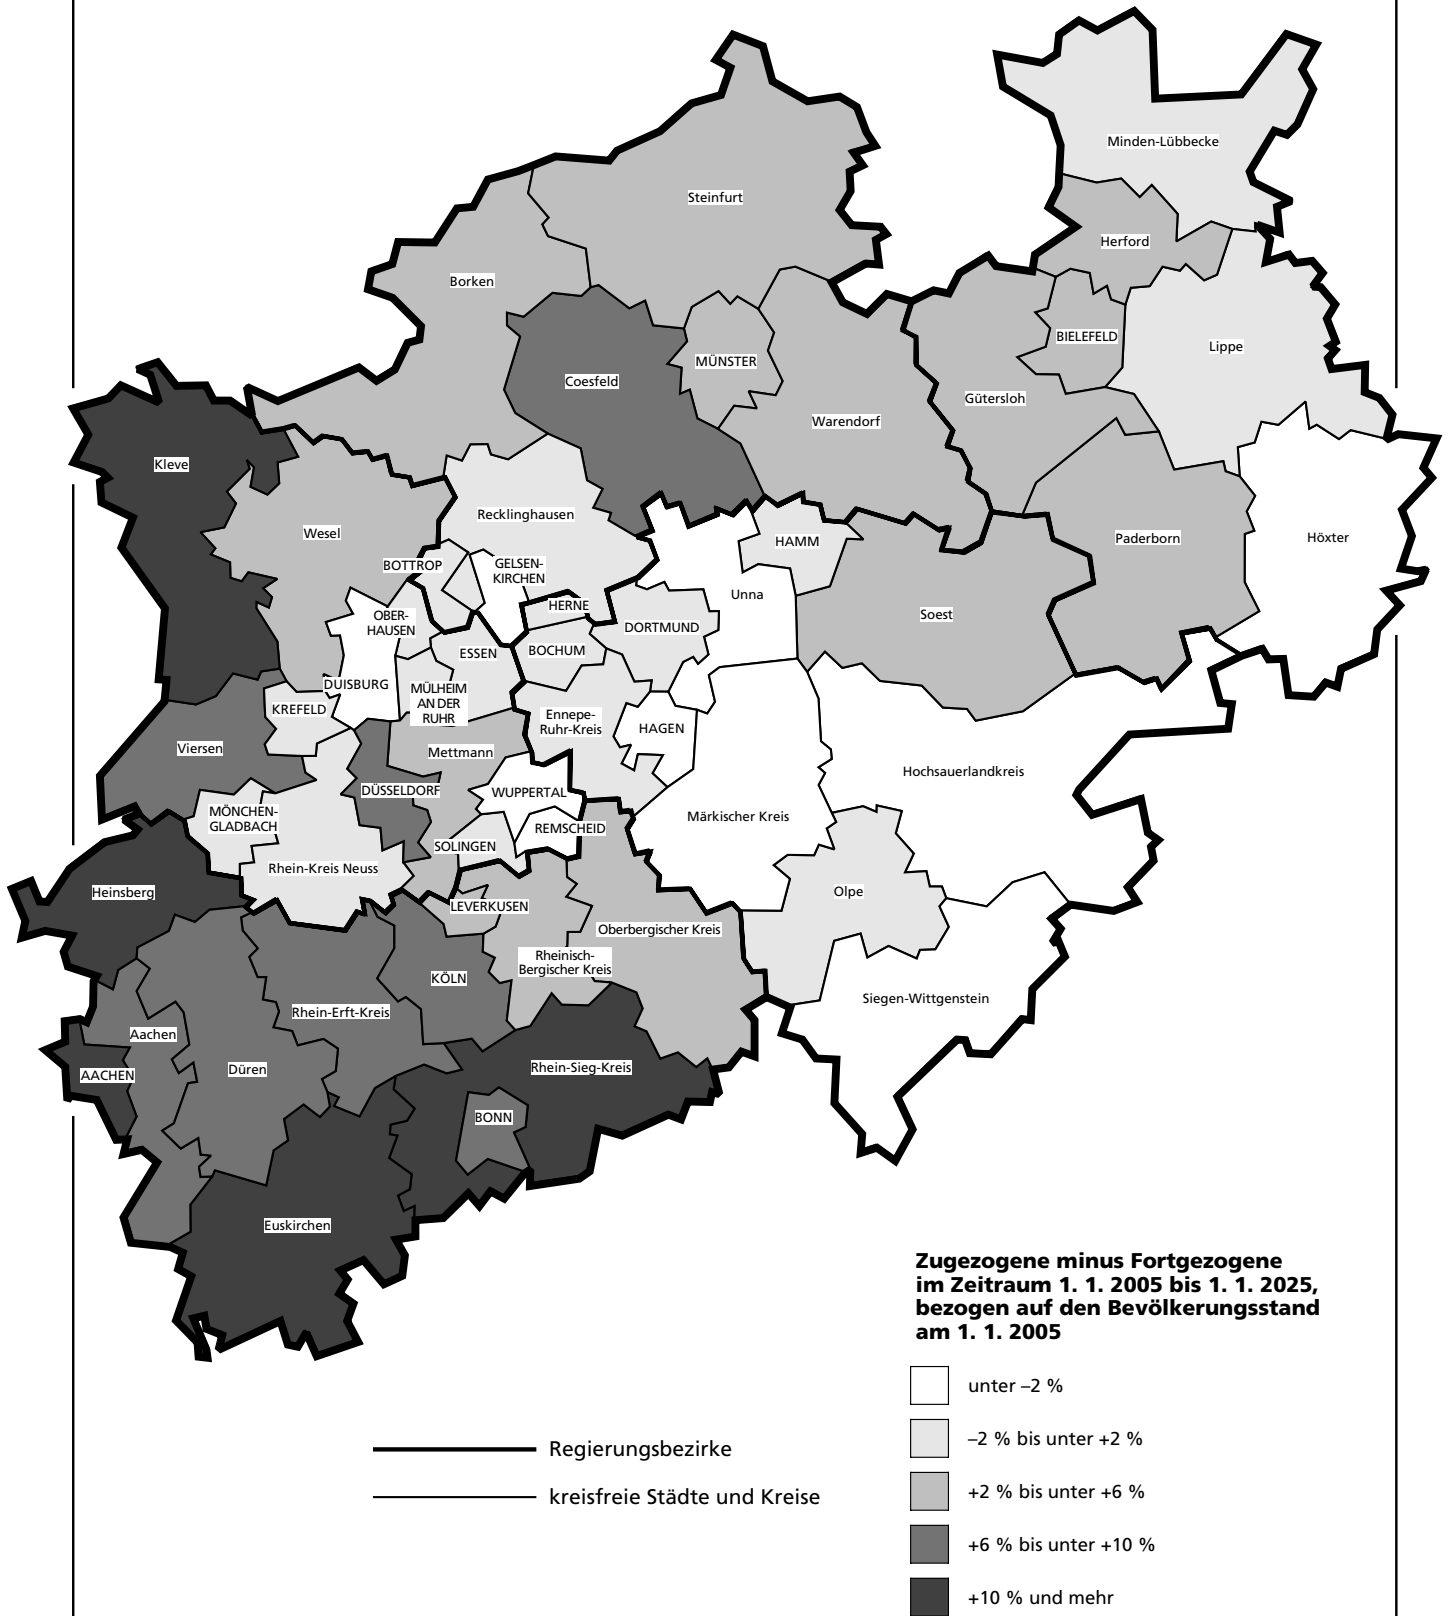 Minden-Lübbecke
Steinfurt
Herford
Borken
BIELEFELD
Lippe
MÜNSTER
Coesfeld
Gütersloh
Warendorf
Kleve
Recklinghausen
Wesel
HAMM
Paderborn
Höxter
BOTTROP
GELSEN-
KIRCHEN
Unna
HERNE
OBER-
HAUSEN
Soest
DORTMUND
ESSEN
BOCHUM
DUISBURG
MÜLHEIM
AN DER
RUHR
KREFELD
Ennepe-
Ruhr-Kreis
HAGEN
Viersen
Mettmann
Hochsauerlandkreis
DÜSSELDORF
WUPPERTAL
MÖNCHEN-
GLADBACH
Märkischer Kreis
REMSCHEID
SOLINGEN
Rhein-Kreis Neuss
Heinsberg
Olpe
LEVERKUSEN
Oberbergischer Kreis
Rheinisch-
Bergischer Kreis
KÖLN
Siegen-Wittgenstein
Rhein-Erft-Kreis
Aachen
Düren
Rhein-Sieg-Kreis
AACHEN
BONN
Euskirchen
Zugezogene minus Fortgezogene
im Zeitraum 1. 1. 2005 bis 1. 1. 2025,
bezogen auf den Bevölkerungsstand
am 1. 1. 2005
unter –2 %
–2 % bis unter +2 %
+2 % bis unter +6 %
+6 % bis unter +10 %
+10 % und mehr
Regierungsbezirke
kreisfreie Städte und Kreise